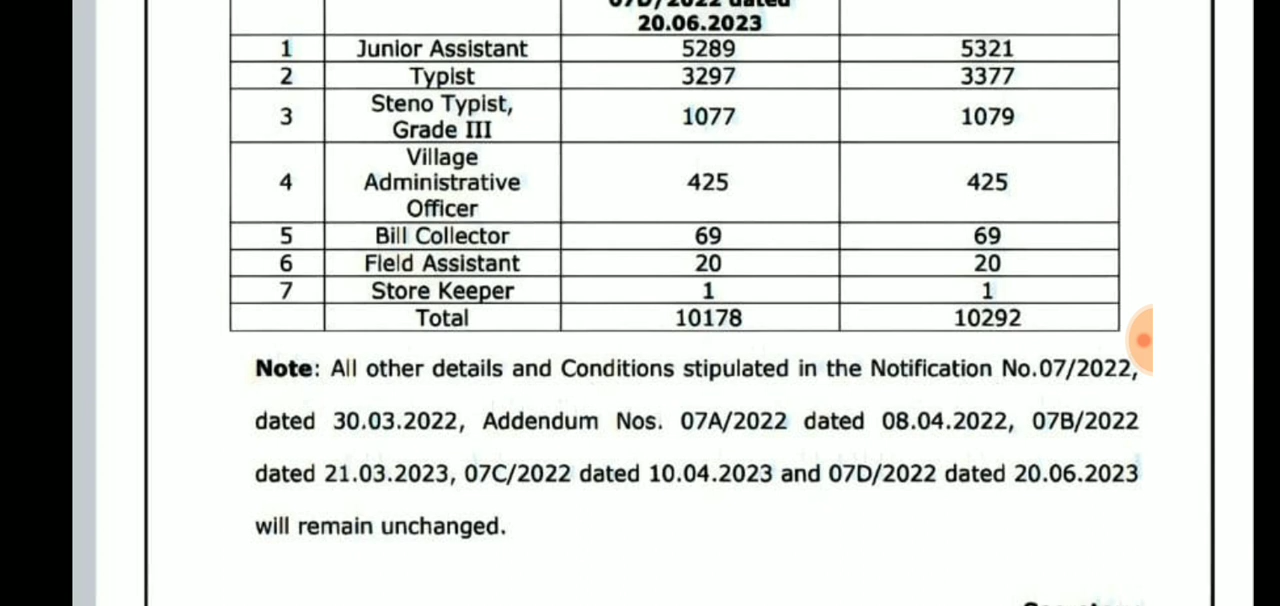 07D/2022 dated
20.06.2023
1 Junior Assistant 5289 5321
2 Typist 3297 3377
3 Steno Typist, Grade III 1077 1079
4 Village Administrative Officer 425 425
5 Bill Collector 69 69
6 Field Assistant 20 20
7 Store Keeper 1 1
Total 10178 10292
Note: All other details and Conditions stipulated in the Notification No.07/2022,
dated 30.03.2022, Addendum Nos. 07A/2022 dated 08.04.2022, 07B/2022
dated 21.03.2023, 07C/2022 dated 10.04.2023 and 07D/2022 dated 20.06.2023
will remain unchanged.